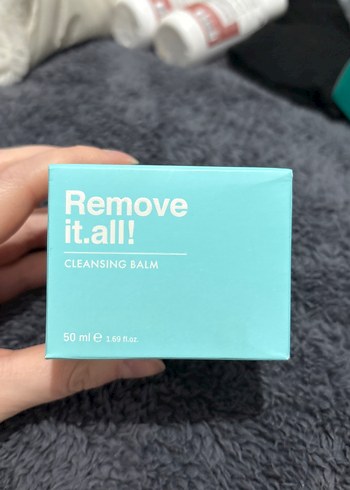 Remove
it.all!
CLEANSING BALM
50 ml ℮ 1.69 fl.oz.